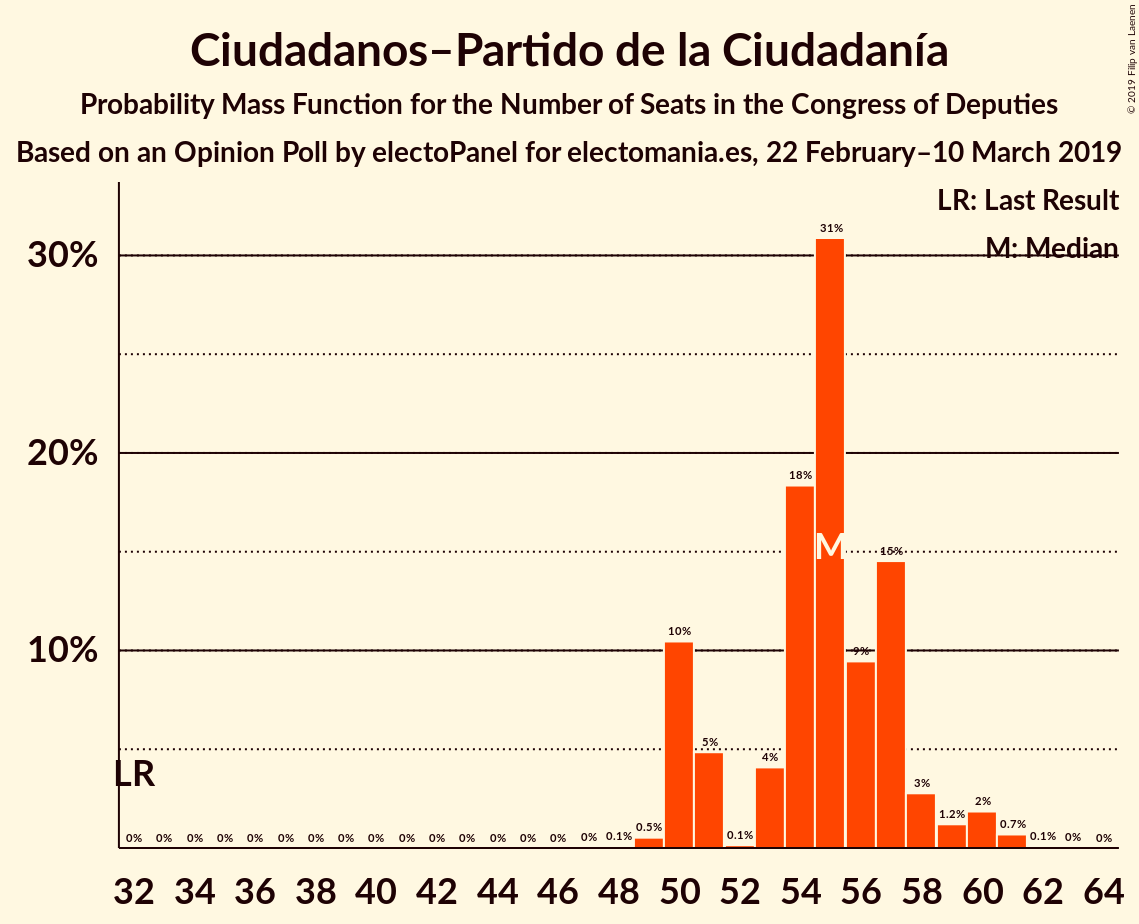 Ciudadanos–Partido de la Ciudadanía
Probability Mass Function for the Number of Seats in the Congress of Deputies
Based on an Opinion Poll by electoPanel for electomania.es, 22 February–10 March 2019
© 2019 Filip van Laenen
LR: Last Result
M: Median
30%
20%
10%
31%
18%
M
15%
10%
9%
5%
4%
LR
3%
2%
0% 0% 0% 0% 0% 0% 0% 0% 0% 0% 0% 0% 0% 0% 0% 0% 0.1% 0.5% 0.1% 1.2% 0.7% 0.1% 0% 0%
32 34 36 38 40 42 44 46 48 50 52 54 56 58 60 62 64